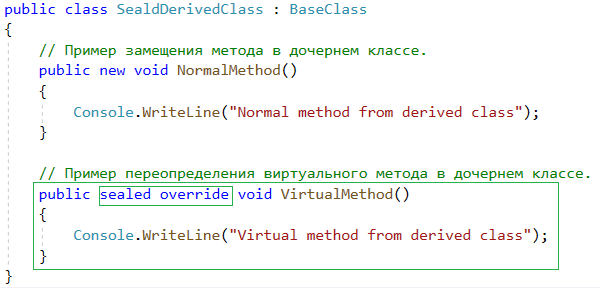 public class SealdDerivedClass : BaseClass
{
// Пример замещения метода в дочернем классе.
public new void NormalMethod()
{
Console.WriteLine("Normal method from derived class");
}
// Пример переопределения виртуального метода в дочернем классе.
public sealed override void VirtualMethod()
{
Console.WriteLine("Virtual method from derived class");
}
}